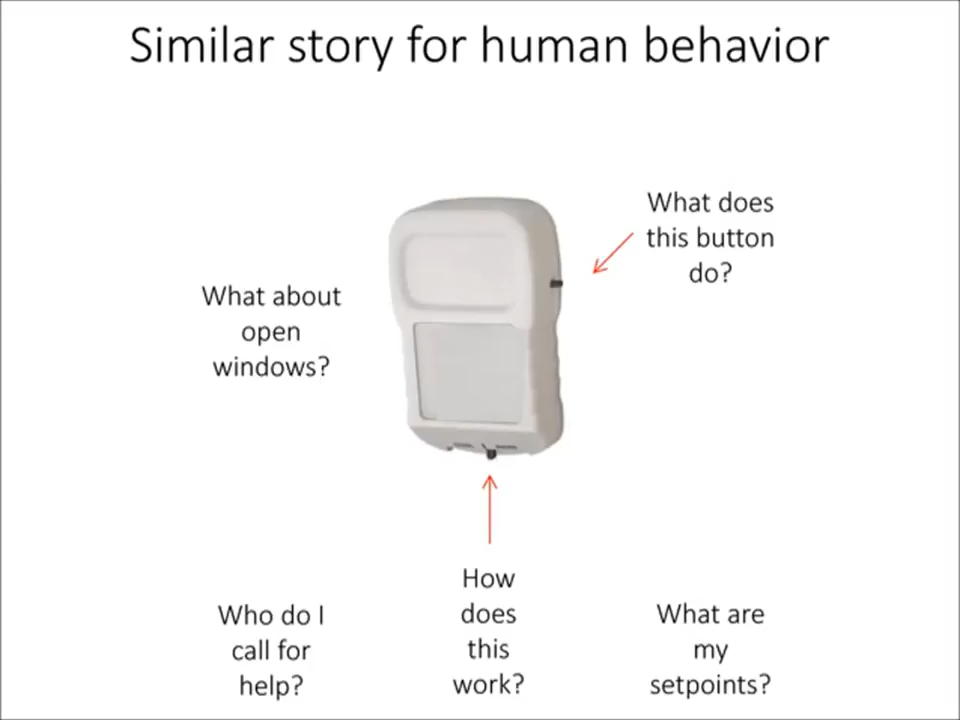 Similar story for human behavior
What does
this button
do?
What about
open
windows?
How
does
this
work?
Who do I
call for
help?
What are
my
setpoints?